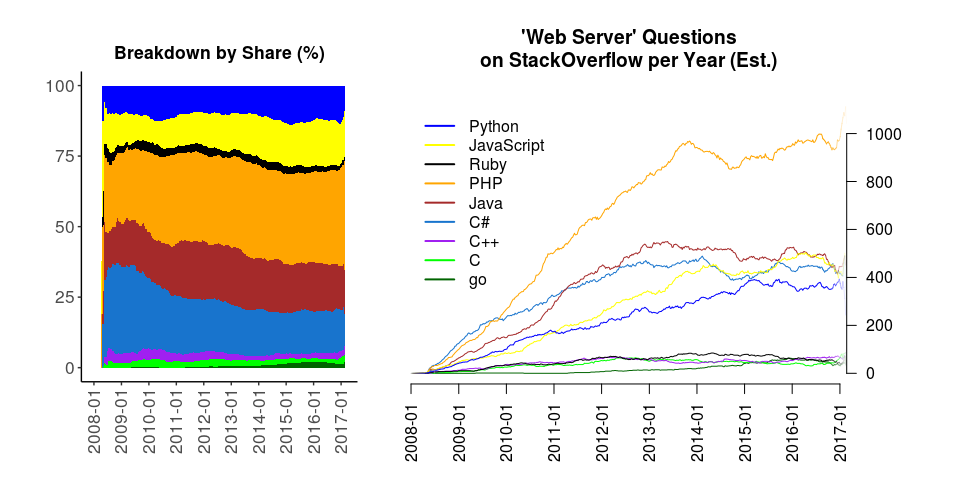 Breakdown by Share (%)
100
75
50
25
0
2008-01
2009-01
2010-01
2011-01
2012-01
2013-01
2014-01
2015-01
2016-01
2017-01
'Web Server' Questions
on StackOverflow per Year (Est.)
Python
JavaScript
Ruby
PHP
Java
C#
C++
C
go
1000
800
600
400
200
0
2008-01
2009-01
2010-01
2011-01
2012-01
2013-01
2014-01
2015-01
2016-01
2017-01